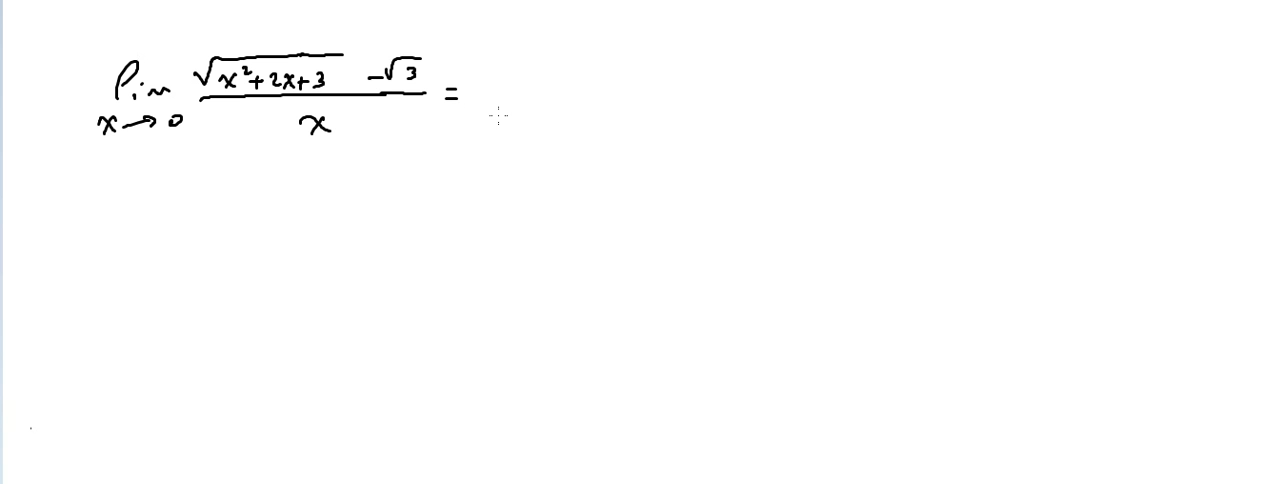 lim √(x²+2x+3) -√3 / x =
x→0